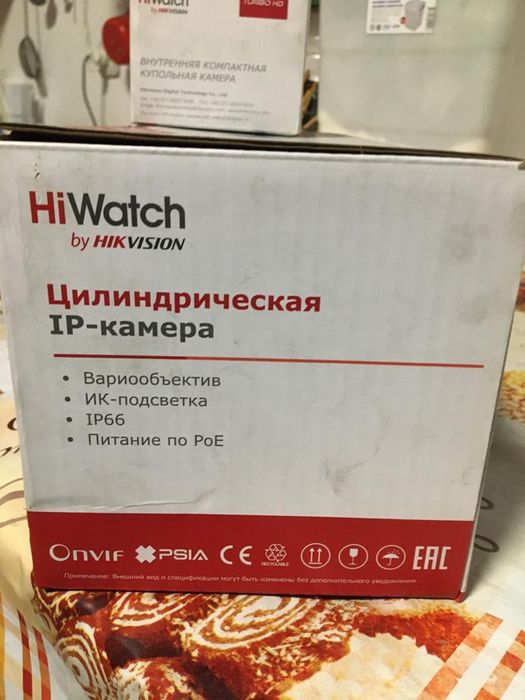 HiWatch
by HIKVISION
TURBO HD
ВНУТРЕННЯЯ КОМПАКТНАЯ
КУПОЛЬНАЯ КАМЕРА
HiWatch
by HIKVISION
Цилиндрическая
IP-камера
• Вариообъектив
• ИК-подсветка
• IP66
• Питание по PoE
ONVIF PSIA CE RECYCLABLE EAC
Примечание: Внешний вид и спецификации могут быть изменены без дополнительного уведомления.